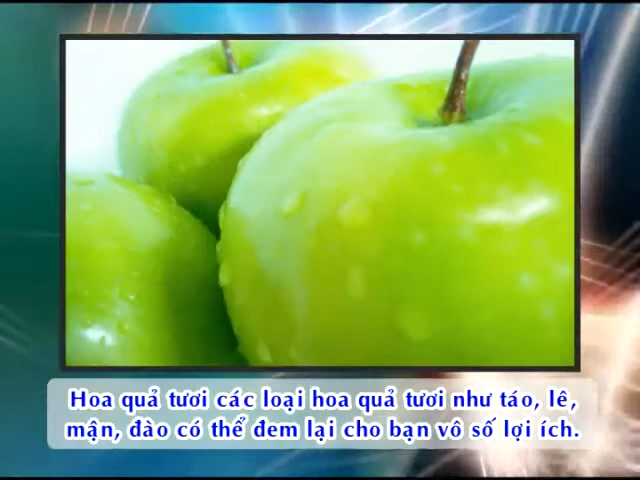 Hoa quả tươi các loại hoa quả tươi như táo, lê,
mận, đào có thể đem lại cho bạn vô số lợi ích.